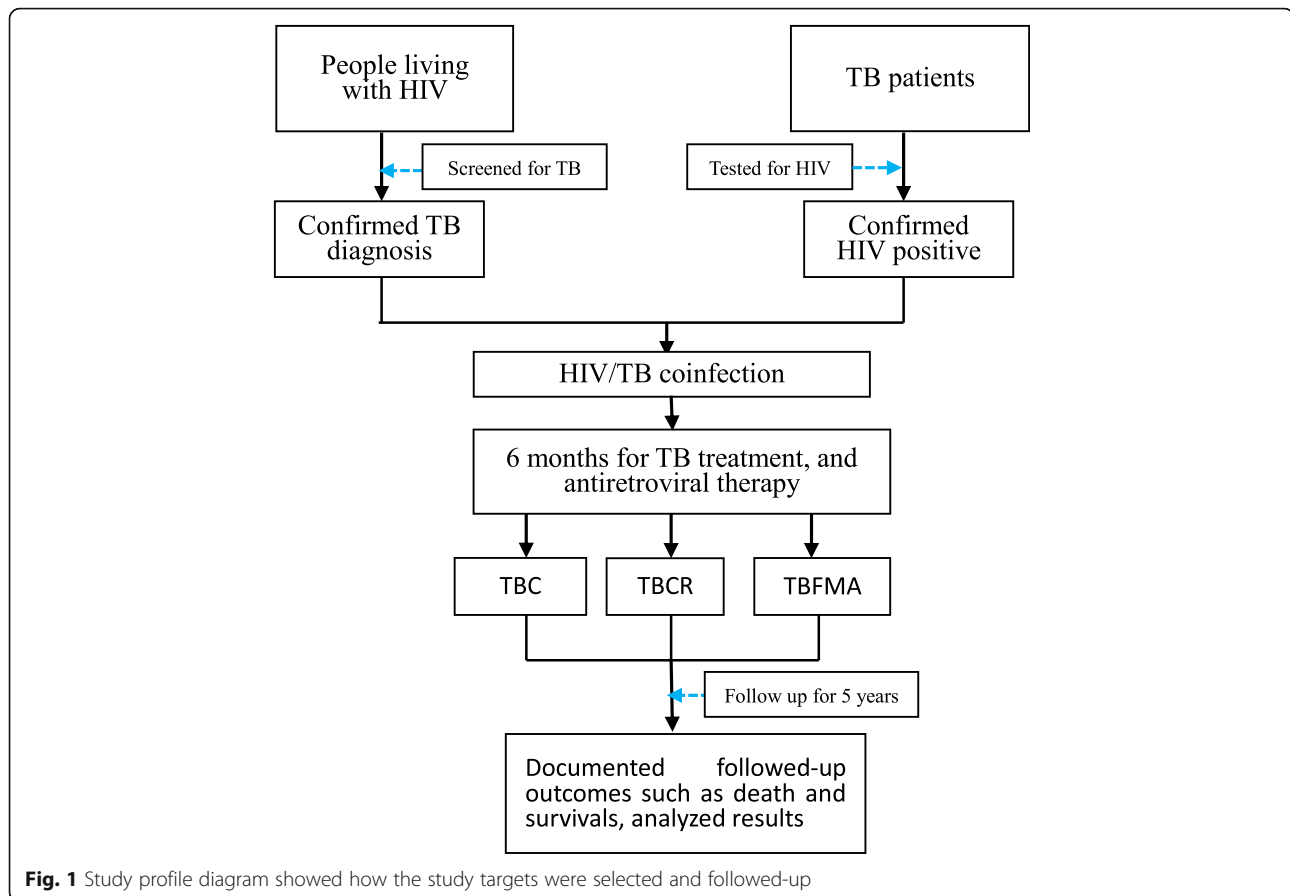 People living
with HIV
TB patients
Screened for TB
Tested for HIV
Confirmed TB
diagnosis
Confirmed
HIV positive
HIV/TB coinfection
6 months for TB treatment, and
antiretroviral therapy
TBC
TBCR
TBFMA
Follow up for 5 years
Documented followed-up
outcomes such as death and
survivals, analyzed results
Fig. 1 Study profile diagram showed how the study targets were selected and followed-up